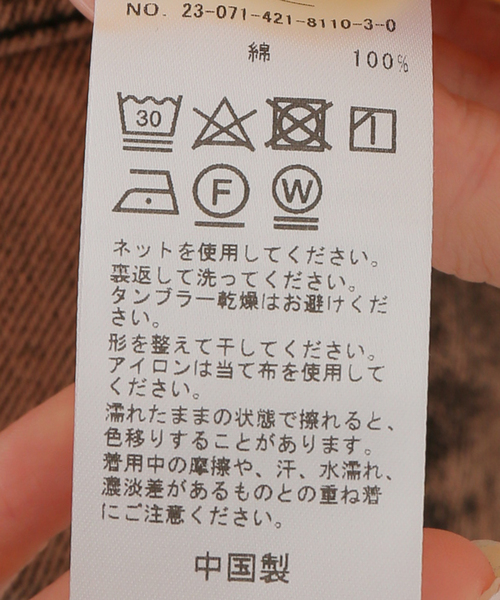 NO. 23-071-421-8110-3-0
綿 100%
30
F W
ネットを使用してください。
裏返して洗ってください。
タンブラー乾燥はお避けくだ
さい。
形を整えて干してください。
アイロンは当て布を使用して
ください。
濡れたままの状態で擦れると、
色移りすることがあります。
着用中の摩擦や、汗、水濡れ、
濃淡差があるものとの重ね着
にご注意ください。
中国製